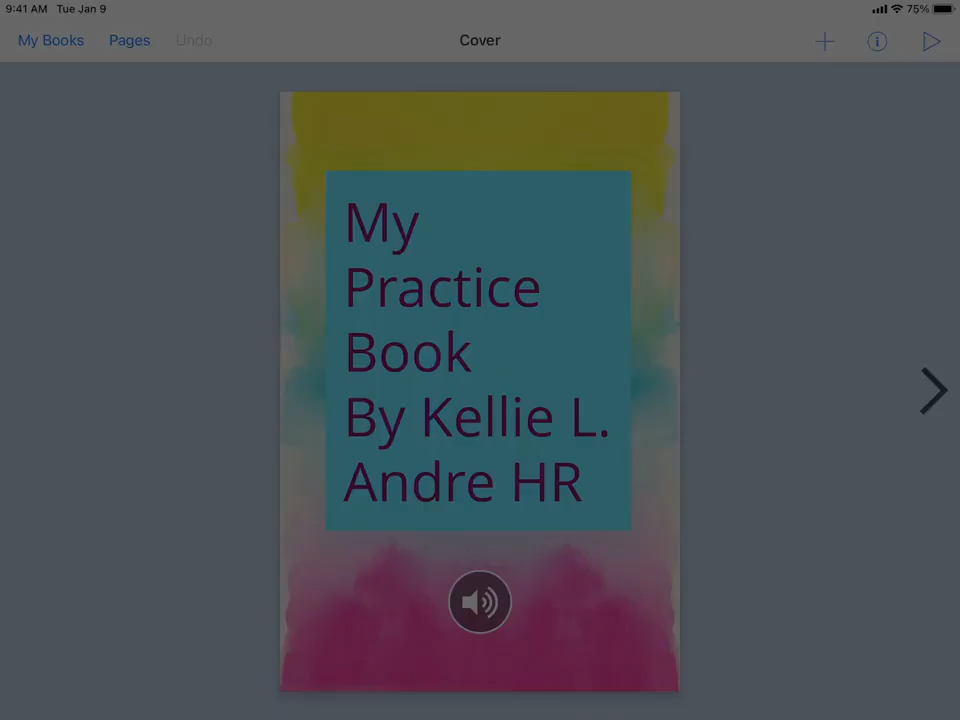 9:41 AM Tue Jan 9 75%
My Books Pages Undo Cover
My
Practice
Book
By Kellie L.
Andre HR